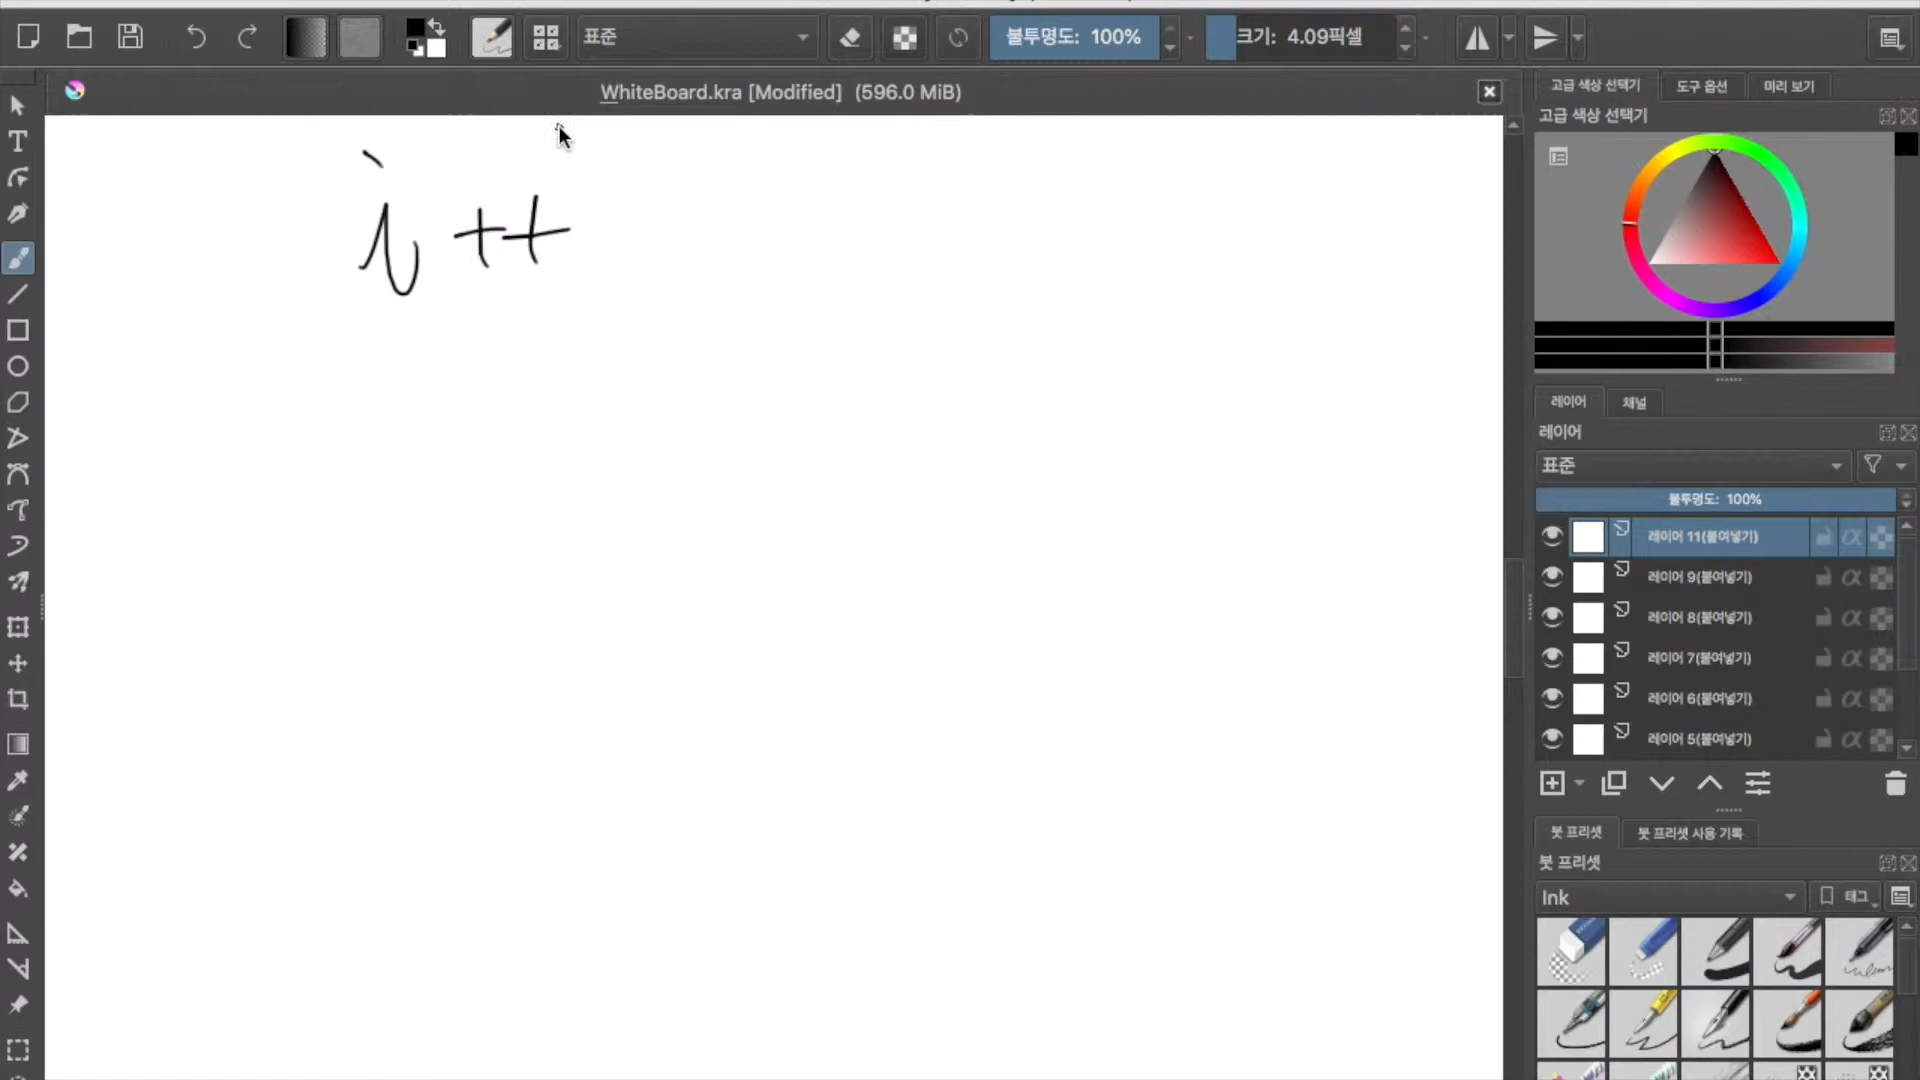 표준
불투명도: 100%
크기: 4.09픽셀
WhiteBoard.kra [Modified] (596.0 MiB)
고급 색상 선택기
도구 옵션
미리 보기
고급 색상 선택기
i ++
레이어
채널
레이어
표준
불투명도: 100%
레이어 11(붙여넣기)
레이어 9(붙여넣기)
레이어 8(붙여넣기)
레이어 7(붙여넣기)
레이어 6(붙여넣기)
레이어 5(붙여넣기)
붓 프리셋
붓 프리셋 사용 기록
붓 프리셋
Ink
태그